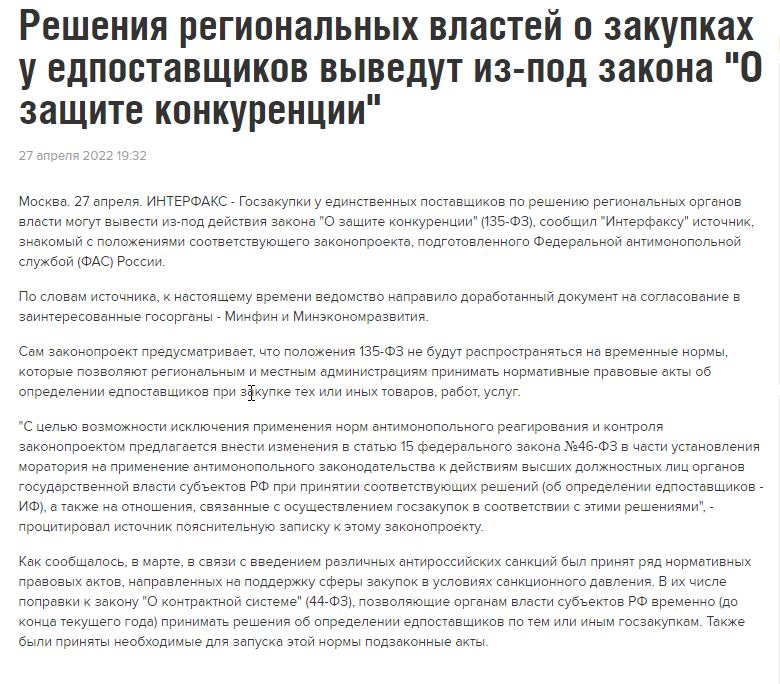 Решения региональных властей о закупках
у едпоставщиков выведут из-под закона "О
защите конкуренции"
27 апреля 2022 19:32
Москва. 27 апреля. ИНТЕРФАКС - Госзакупки у единственных поставщиков по решению региональных органов
власти могут вывести из-под действия закона "О защите конкуренции" (135-ФЗ), сообщил "Интерфаксу" источник,
знакомый с положениями соответствующего законопроекта, подготовленного Федеральной антимонопольной
службой (ФАС) России.
По словам источника, к настоящему времени ведомство направило доработанный документ на согласование в
заинтересованные госорганы - Минфин и Минэкономразвития.
Сам законопроект предусматривает, что положения 135-ФЗ не будут распространяться на временные нормы,
которые позволяют региональным и местным администрациям принимать нормативные правовые акты об
определении едпоставщиков при закупке тех или иных товаров, работ, услуг.
"С целью возможности исключения применения норм антимонопольного реагирования и контроля
законопроектом предлагается внести изменения в статью 15 федерального закона №46-ФЗ в части установления
моратория на применение антимонопольного законодательства к действиям высших должностных лиц органов
государственной власти субъектов РФ при принятии соответствующих решений (об определении едпоставщиков -
ИФ), а также на отношения, связанные с осуществлением госзакупок в соответствии с этими решениями", -
процитировал источник пояснительную записку к этому законопроекту.
Как сообщалось, в марте, в связи с введением различных антироссийских санкций был принят ряд нормативных
правовых актов, направленных на поддержку сферы закупок в условиях санкционного давления. В их числе
поправки к закону "О контрактной системе" (44-ФЗ), позволяющие органам власти субъектов РФ временно (до
конца текущего года) принимать решения об определении едпоставщиков по тем или иным госзакупкам. Также
были приняты необходимые для запуска этой нормы подзаконные акты.